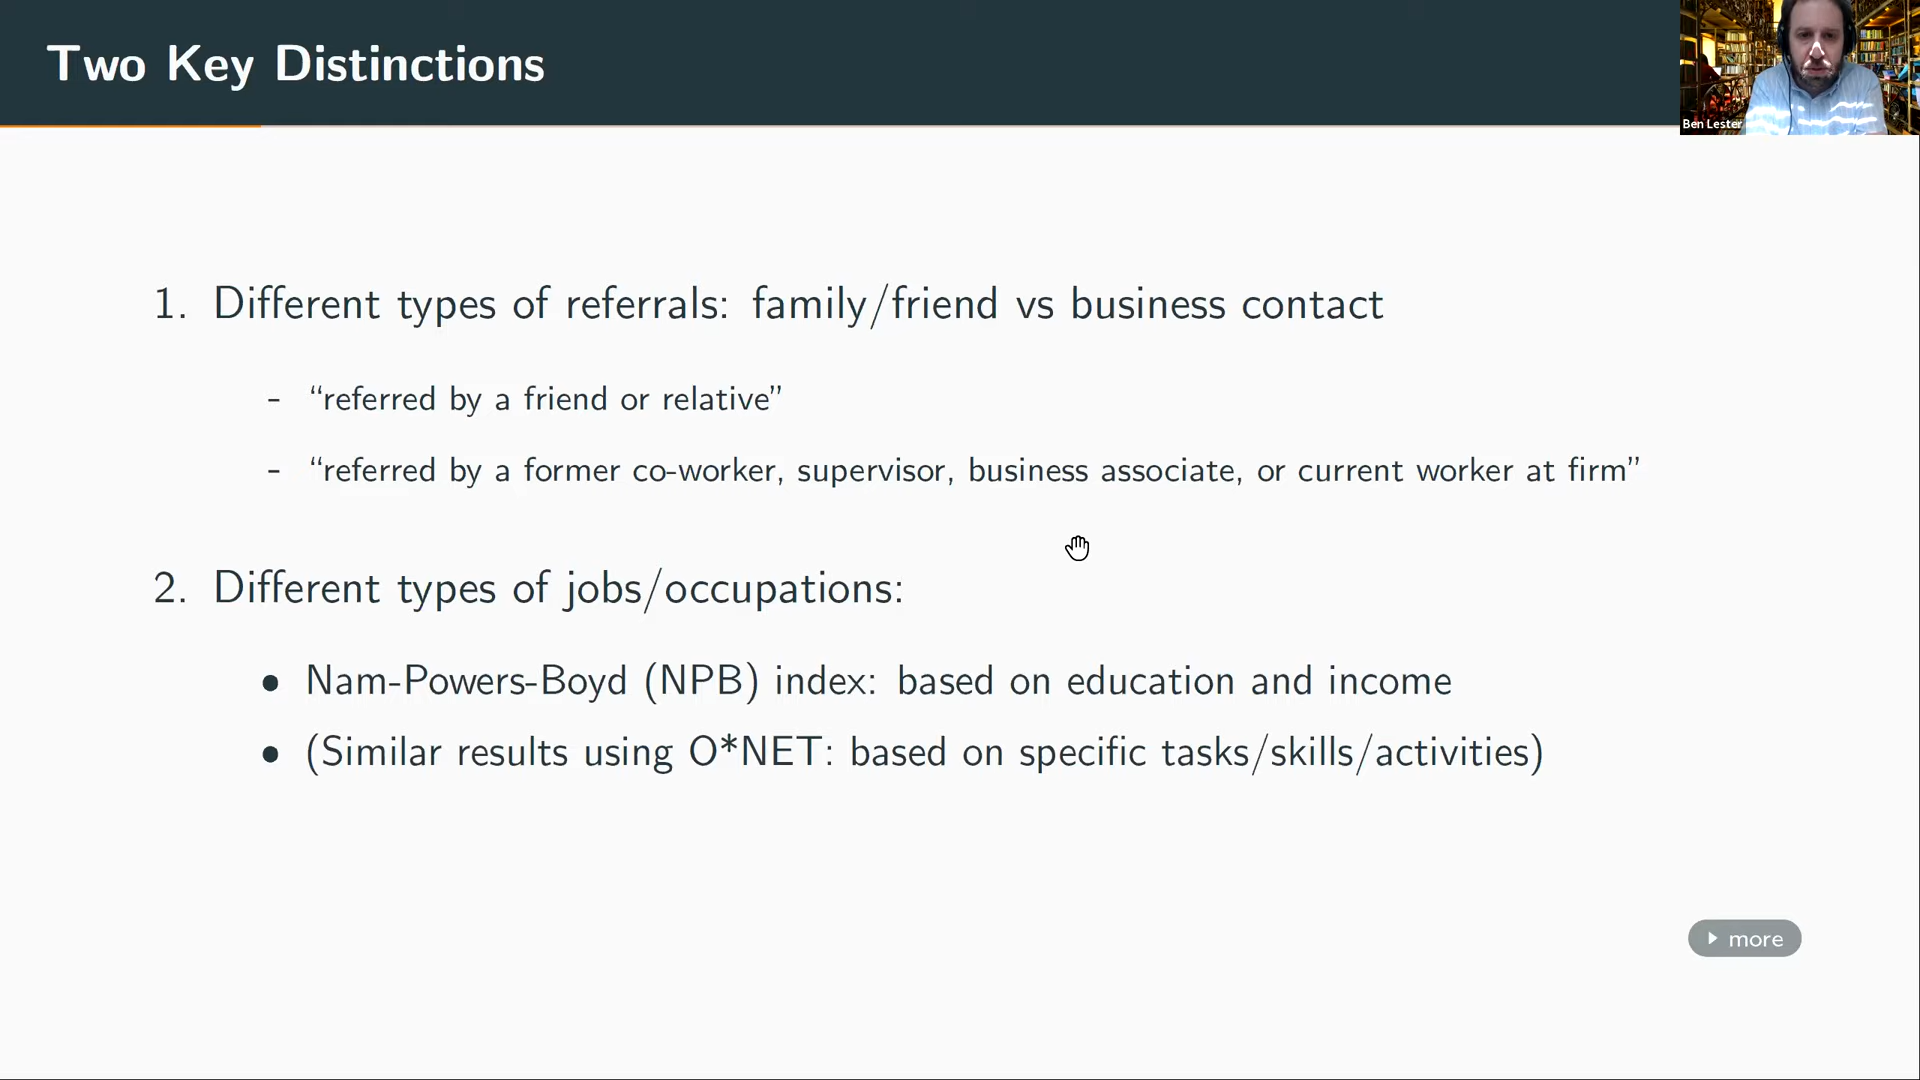 Two Key Distinctions
Ben Lester
1. Different types of referrals: family/friend vs business contact
- “referred by a friend or relative”
- “referred by a former co-worker, supervisor, business associate, or current worker at firm”
2. Different types of jobs/occupations:
• Nam-Powers-Boyd (NPB) index: based on education and income
• (Similar results using O*NET: based on specific tasks/skills/activities)
more